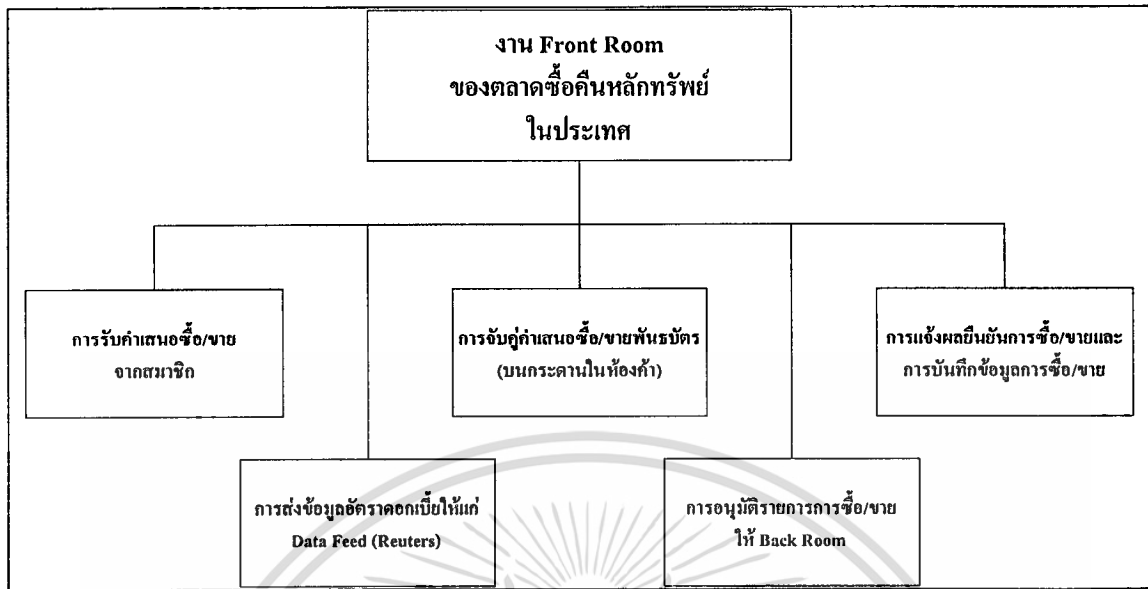 งาน Front Room
ของตลาดซื้อคืนหลักทรัพย์
ในประเทศ
การรับคำเสนอซื้อ/ขาย
จากสมาชิก
การจับคู่คำเสนอซื้อ/ขายพันธบัตร
(บนกระดานในห้องค้า)
การแจ้งผลยืนยันการซื้อ/ขายและ
การบันทึกข้อมูลการซื้อ/ขาย
การส่งข้อมูลอัตราดอกเบี้ยให้แก่
Data Feed (Reuters)
การอนุมัติรายการการซื้อ/ขาย
ให้ Back Room